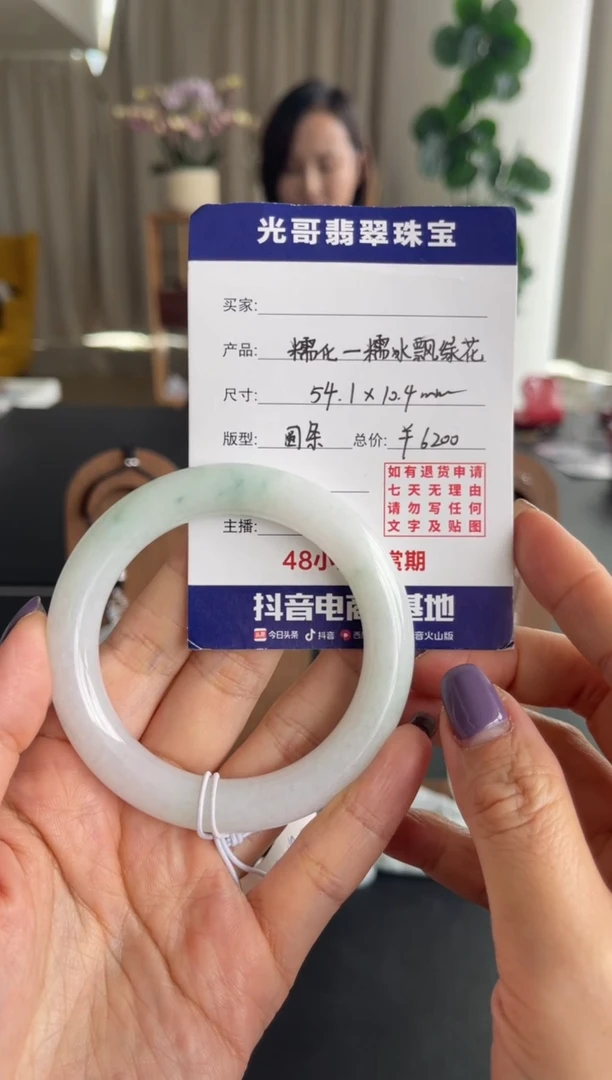 光哥翡翠珠宝
买家:
产品: 糯化一糯冰飘绿花
尺寸: 54.1×10.4mm
版型: 圆条 总价: ￥6200
如有退货申请
七天无理由
请勿写任何
文字及贴图
主播:
48小 赏期
抖音电商 基地
头条 今日头条 抖音 西 音火山版